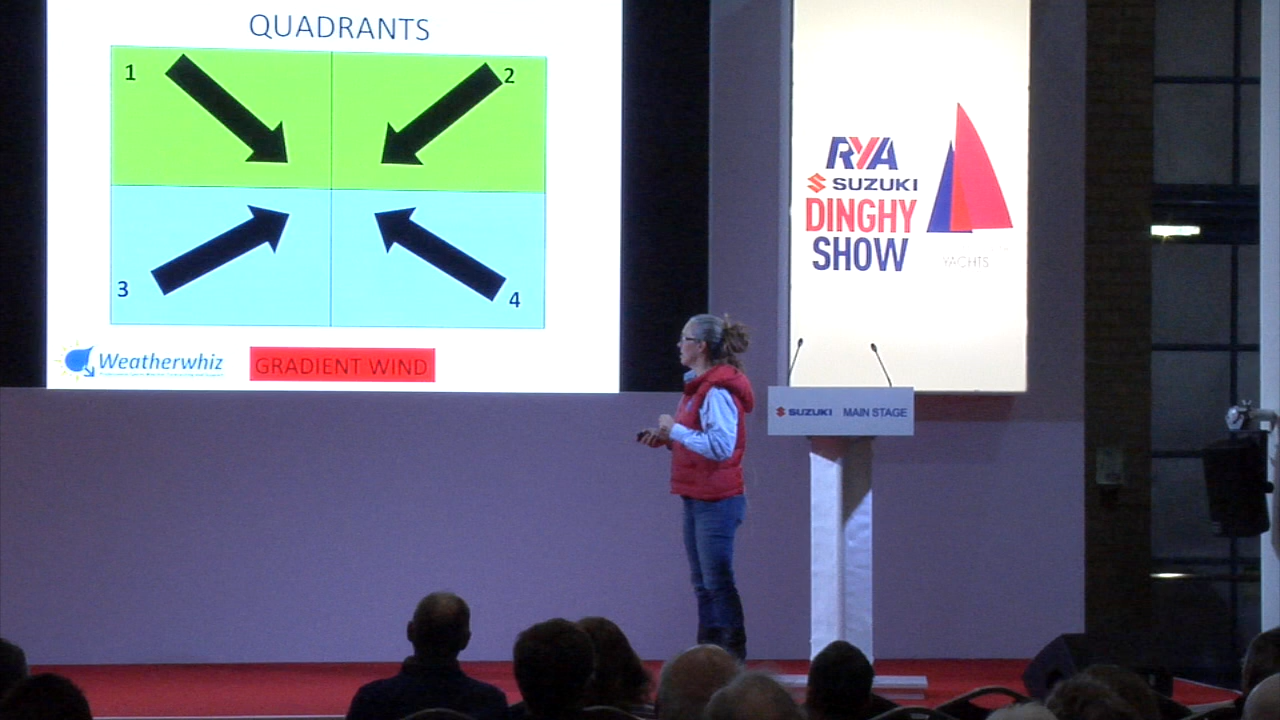 QUADRANTS
1
2
3
4
Weatherwhiz
GRADIENT WIND
RYA
SUZUKI
DINGHY
SHOW
YACHTS
SUZUKI MAIN STAGE